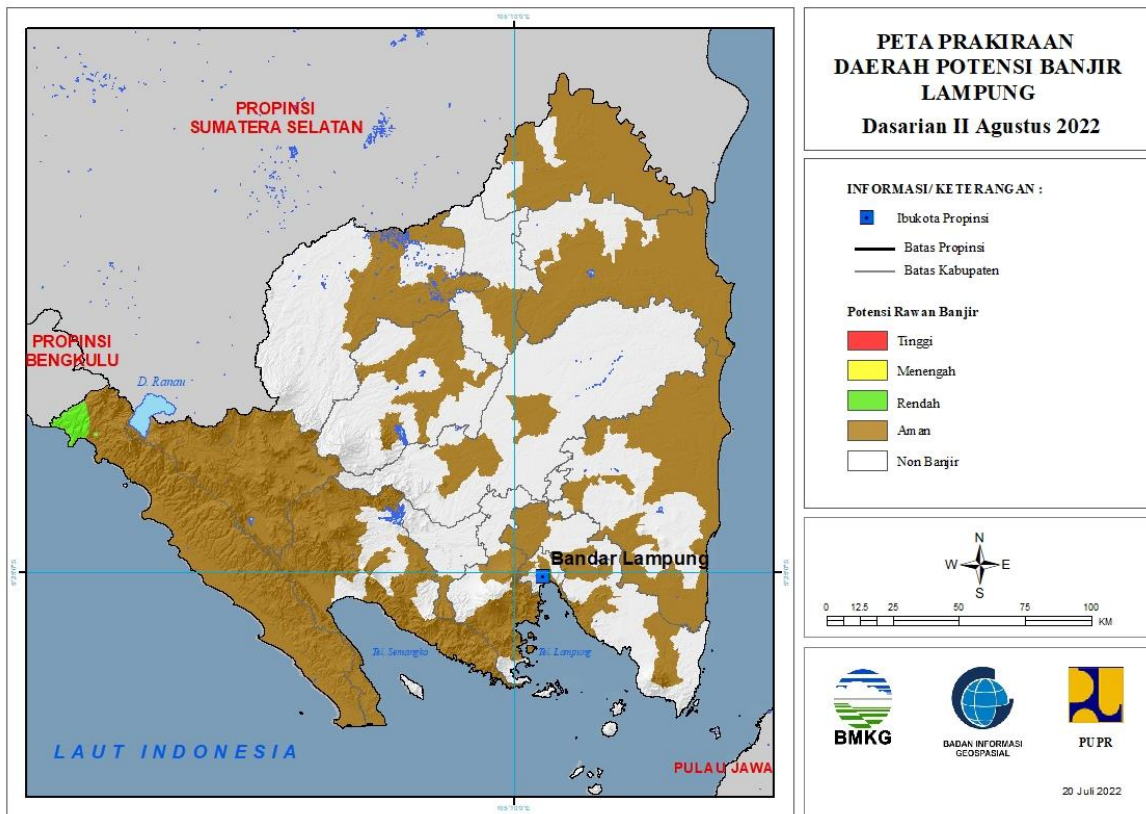 PETA PRAKIRAAN
DAERAH POTENSI BANJIR
LAMPUNG
Dasarian II Agustus 2022
INFORMASI/ KETERANGAN :
Ibukota Propinsi
Batas Propinsi
Batas Kabupaten
Potensi Rawan Banjir
Tinggi
Menengah
Rendah
Aman
Non Banjir
N
W E
S
0 12.5 25 50 75 100
KM
BMKG
BADAN INFORMASI
GEOSPASIAL
PUPR
20 Juli 2022
PROPINSI
SUMATERA SELATAN
PROPINSI
BENGKULU
D. Ranau
Bandar Lampung
Tel. Semangka
Tel. Lampung
LAUT INDONESIA
PULAU JAWA